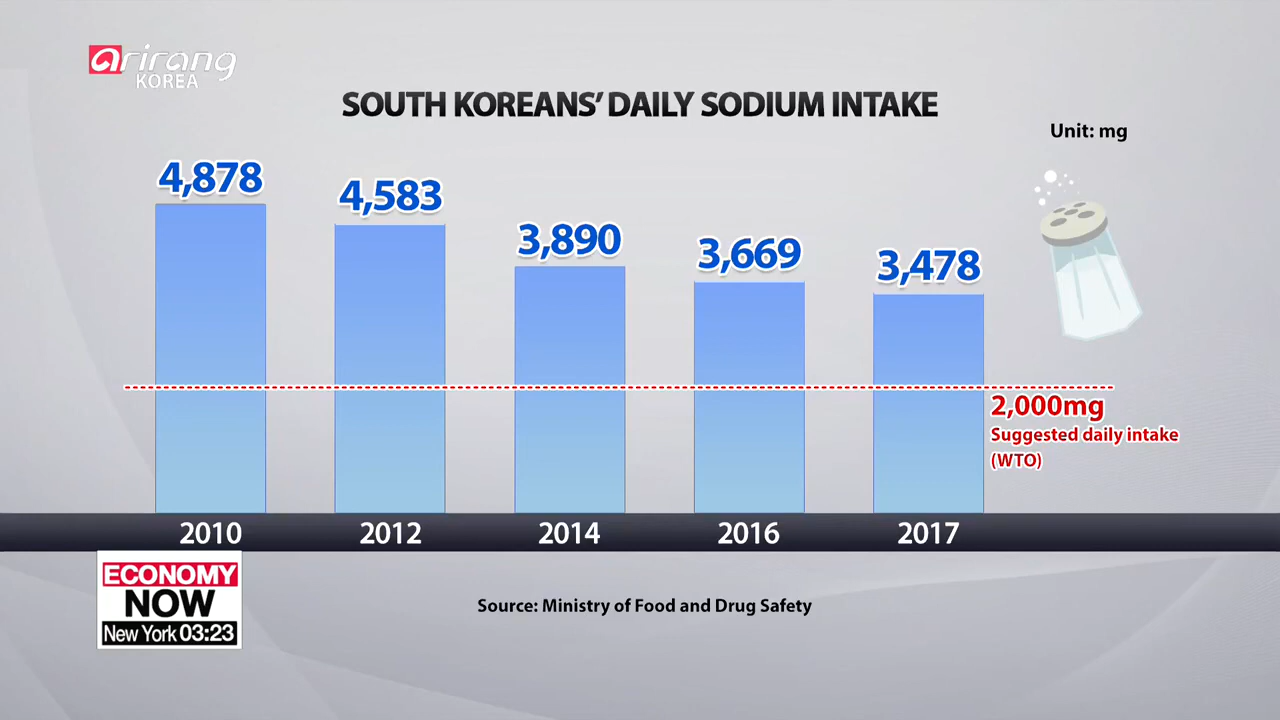 arirang
KOREA
SOUTH KOREANS’ DAILY SODIUM INTAKE
Unit: mg
4,878
4,583
3,890
3,669
3,478
2,000mg
Suggested daily intake
(WTO)
2010 2012 2014 2016 2017
ECONOMY
NOW
New York 03:23
Source: Ministry of Food and Drug Safety